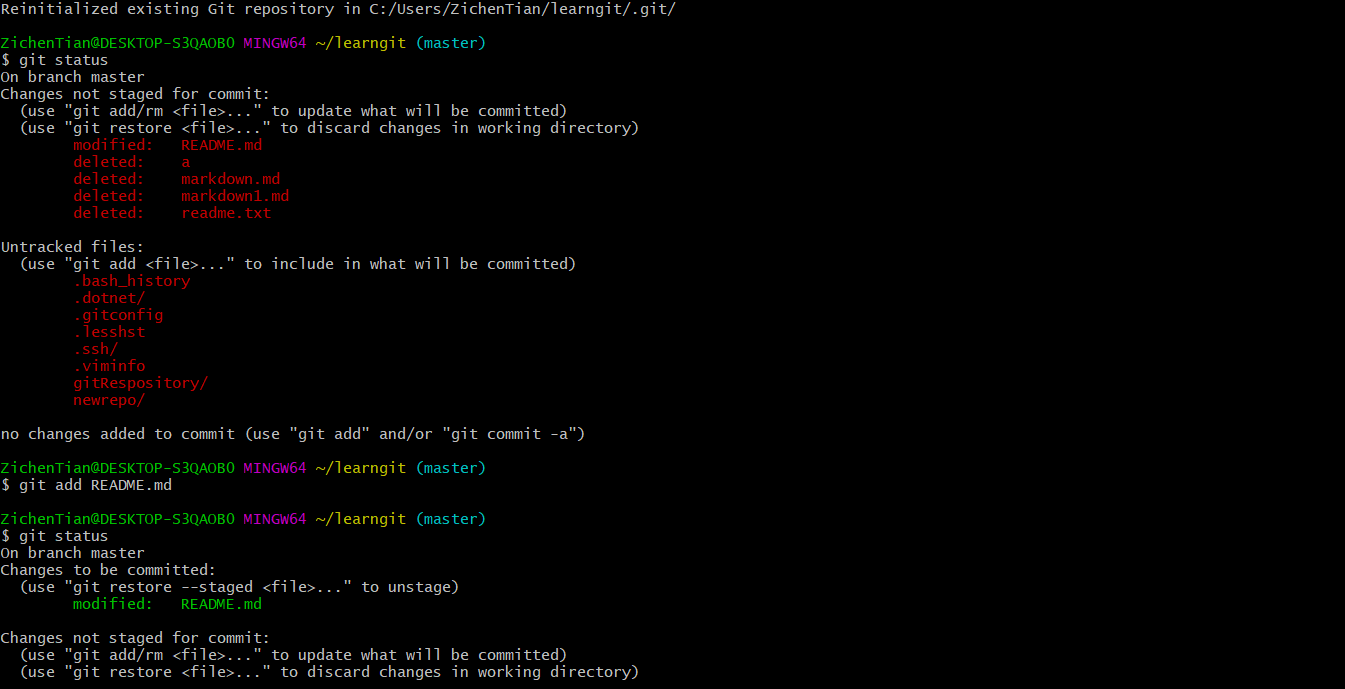 Reinitialized existing Git repository in C:/Users/ZichenTian/learngit/.git/
ZichenTian@DESKTOP-S3QAOB0 MINGW64 ~/learngit (master)
$ git status
On branch master
Changes not staged for commit:
  (use "git add/rm <file>..." to update what will be committed)
  (use "git restore <file>..." to discard changes in working directory)
        modified:   README.md
        deleted:    a
        deleted:    markdown.md
        deleted:    markdown1.md
        deleted:    readme.txt
Untracked files:
  (use "git add <file>..." to include in what will be committed)
        .bash_history
        .dotnet/
        .gitconfig
        .lesshst
        .ssh/
        .viminfo
        gitRespository/
        newrepo/
no changes added to commit (use "git add" and/or "git commit -a")
ZichenTian@DESKTOP-S3QAOB0 MINGW64 ~/learngit (master)
$ git add README.md
ZichenTian@DESKTOP-S3QAOB0 MINGW64 ~/learngit (master)
$ git status
On branch master
Changes to be committed:
  (use "git restore --staged <file>..." to unstage)
        modified:   README.md
Changes not staged for commit:
  (use "git add/rm <file>..." to update what will be committed)
  (use "git restore <file>..." to discard changes in working directory)